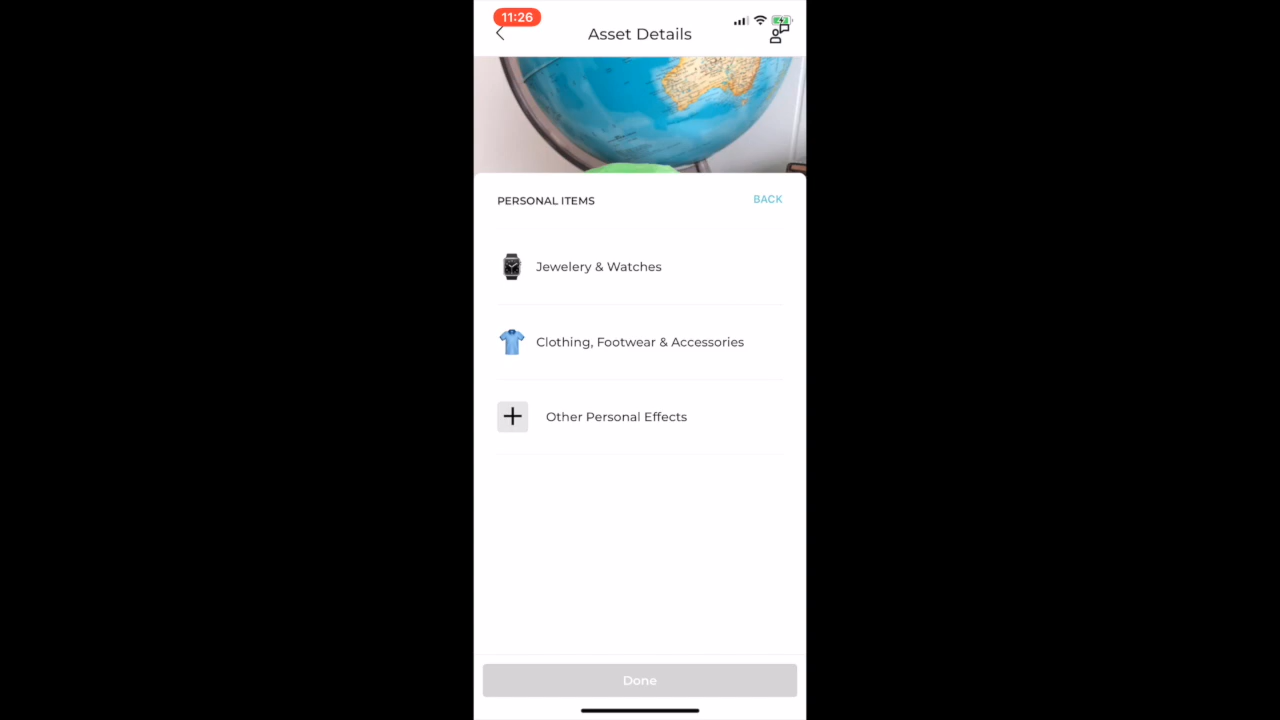 11:26
Asset Details
PERSONAL ITEMS
BACK
Jewelery & Watches
Clothing, Footwear & Accessories
Other Personal Effects
Done